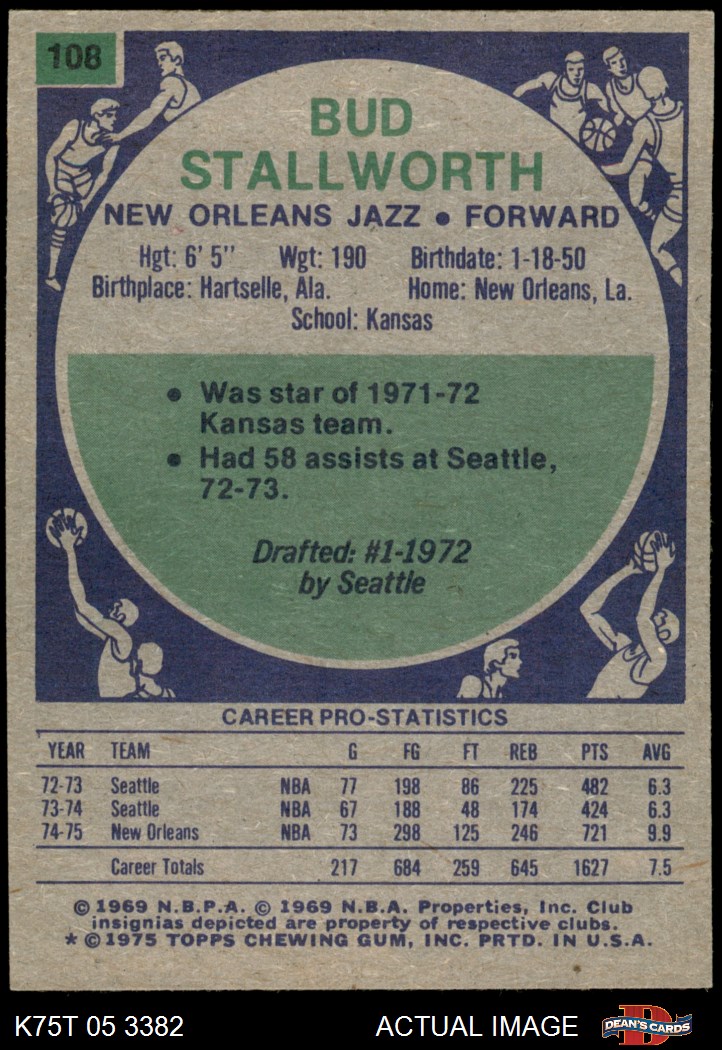 108
BUD
STALLWORTH
NEW ORLEANS JAZZ • FORWARD
Hgt: 6' 5'' Wgt: 190 Birthdate: 1-18-50
Birthplace: Hartselle, Ala. Home: New Orleans, La.
School: Kansas
• Was star of 1971-72
Kansas team.
• Had 58 assists at Seattle,
72-73.
Drafted: #1-1972
by Seattle
CAREER PRO-STATISTICS
YEAR TEAM G FG FT REB PTS AVG
72-73 Seattle NBA 77 198 86 225 482 6.3
73-74 Seattle NBA 67 188 48 174 424 6.3
74-75 New Orleans NBA 73 298 125 246 721 9.9
Career Totals 217 684 259 645 1627 7.5
© 1969 N.B.P.A. © 1969 N.B.A. Properties, Inc. Club
insignias depicted are property of respective clubs.
* © 1975 TOPPS CHEWING GUM, INC. PRTD. IN U.S.A.
K75T 05 3382 ACTUAL IMAGE D DEAN'S CARDS